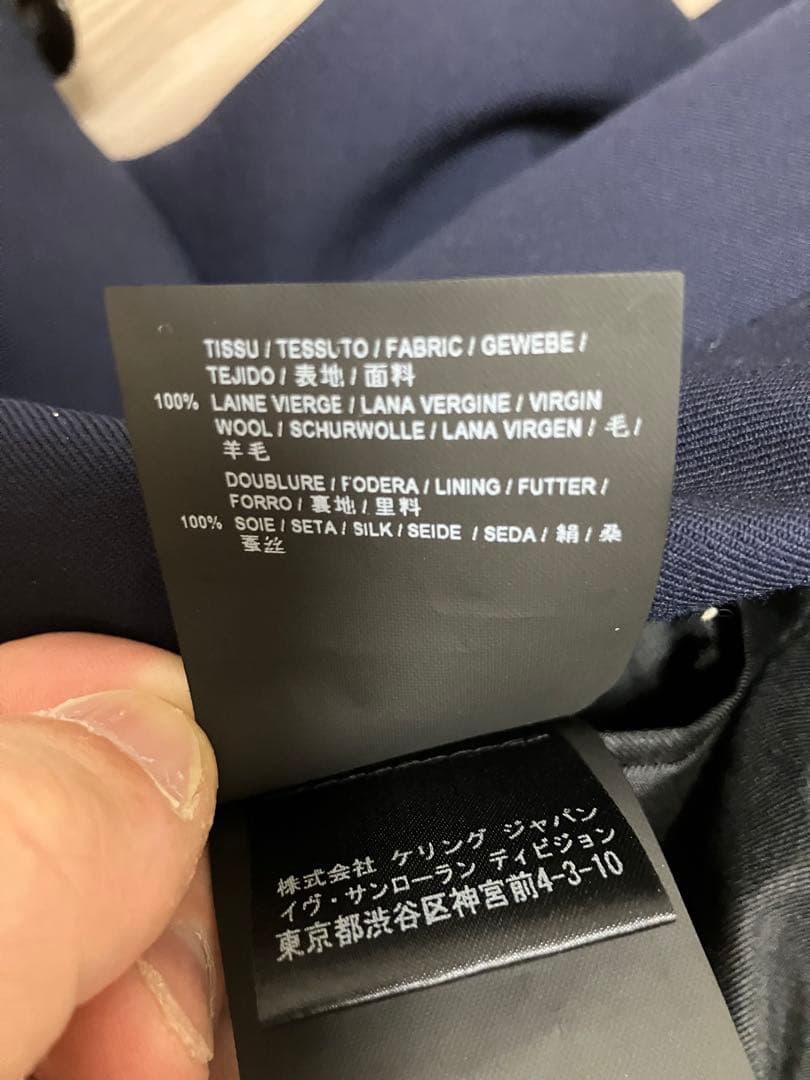 TISSU / TESSUTO / FABRIC / GEWEBE /
TEJIDO / 表地 / 面料
100% LAINE VIERGE / LANA VERGINE / VIRGIN
WOOL / SCHURWOLLE / LANA VIRGEN / 毛 /
羊毛
DOUBLURE / FODERA / LINING / FUTTER /
FORRO / 裏地 / 里料
100% SOIE / SETA / SILK / SEIDE / SEDA / 絹 / 桑
蚕丝
株式会社 ケリング ジャパン
イヴ・サンローラン ディビジョン
東京都渋谷区神宮前4-3-10